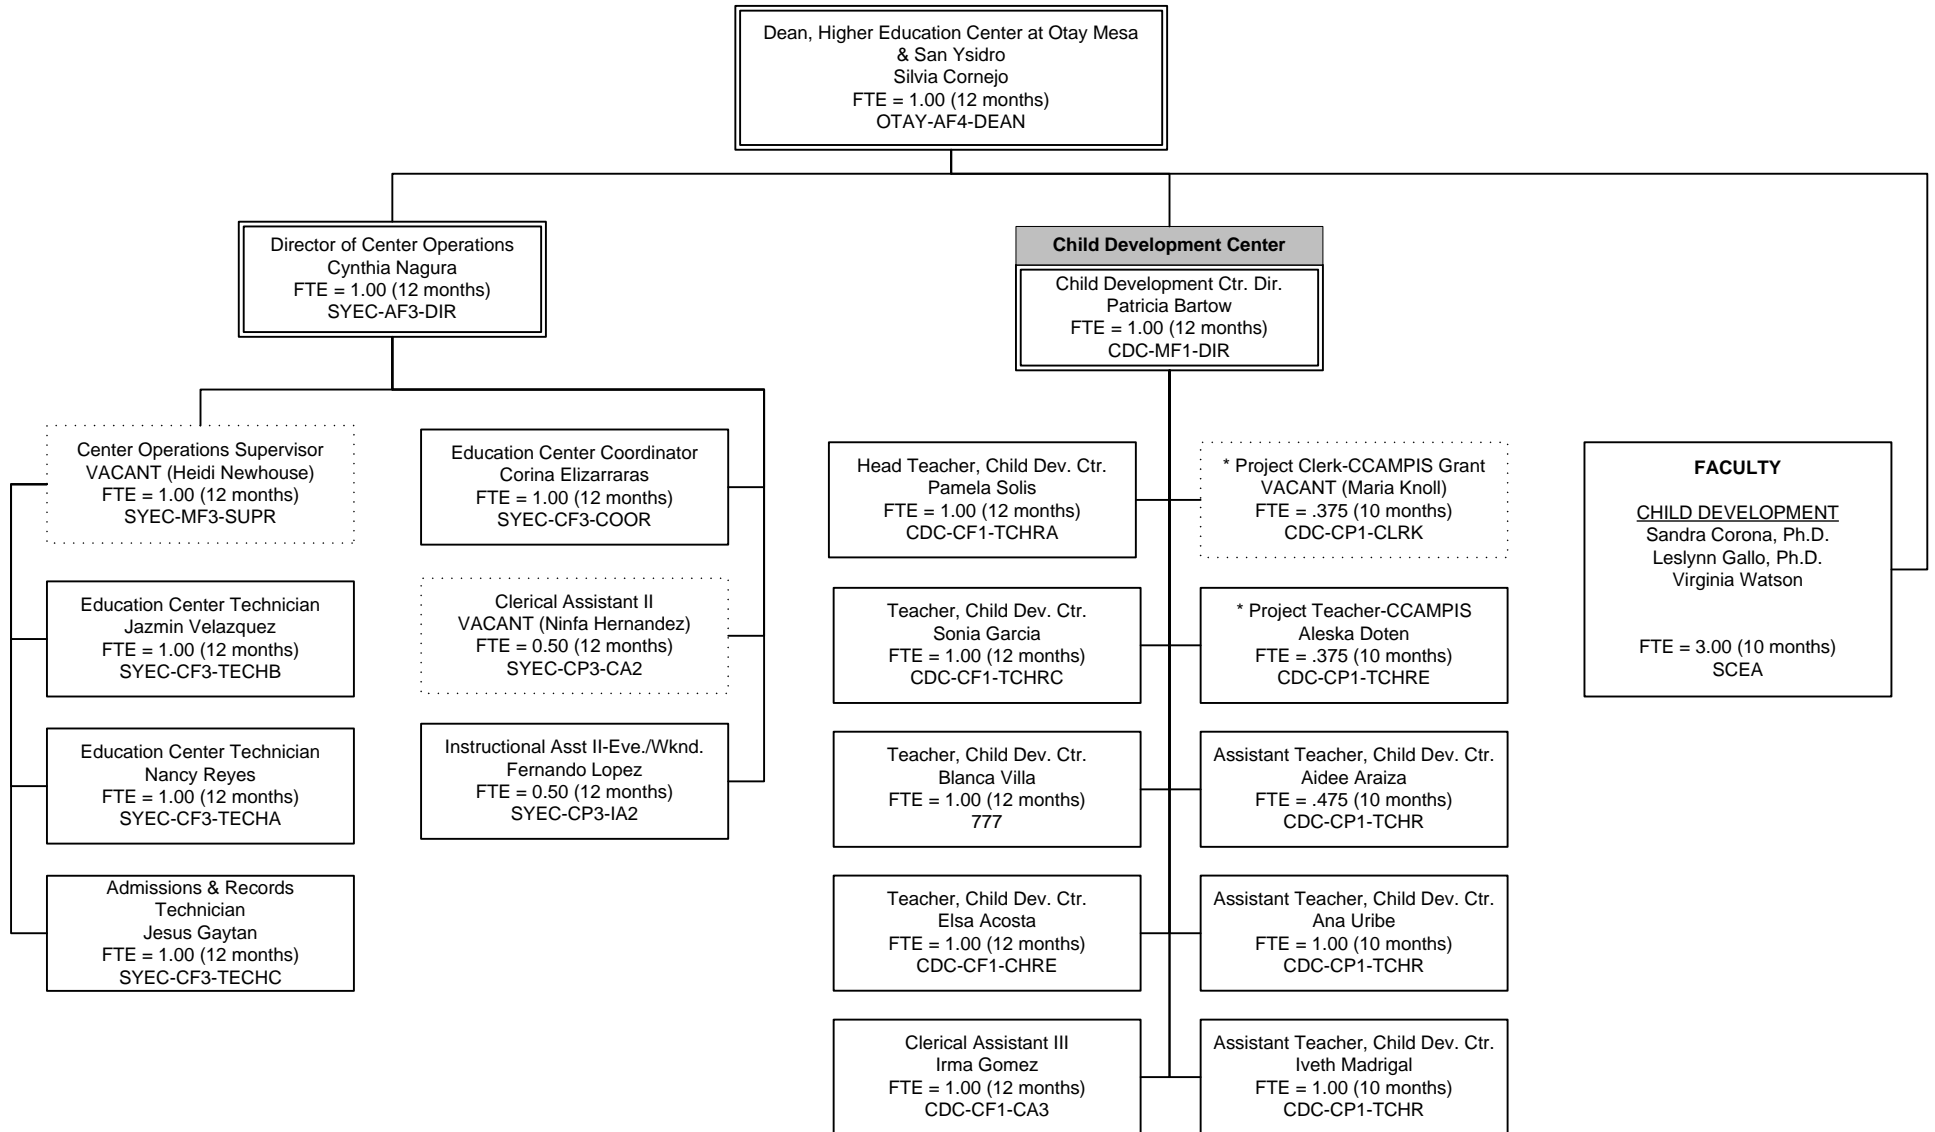 Dean, Higher Education Center at Otay Mesa
& San Ysidro
Silvia Cornejo
FTE = 1.00 (12 months)
OTAY-AF4-DEAN
Director of Center Operations
Cynthia Nagura
FTE = 1.00 (12 months)
SYEC-AF3-DIR
Center Operations Supervisor
VACANT (Heidi Newhouse)
FTE = 1.00 (12 months)
SYEC-MF3-SUPR
Education Center Technician
Jazmin Velazquez
FTE = 1.00 (12 months)
SYEC-CF3-TECHB
Education Center Technician
Nancy Reyes
FTE = 1.00 (12 months)
SYEC-CF3-TECHA
Admissions & Records
Technician
Jesus Gaytan
FTE = 1.00 (12 months)
SYEC-CF3-TECHC
Education Center Coordinator
Corina Elizarraras
FTE = 1.00 (12 months)
SYEC-CF3-COOR
Clerical Assistant II
VACANT (Ninfa Hernandez)
FTE = 0.50 (12 months)
SYEC-CP3-CA2
Instructional Asst II-Eve./Wknd.
Fernando Lopez
FTE = 0.50 (12 months)
SYEC-CP3-IA2
Child Development Center
Child Development Ctr. Dir.
Patricia Bartow
FTE = 1.00 (12 months)
CDC-MF1-DIR
Head Teacher, Child Dev. Ctr.
Pamela Solis
FTE = 1.00 (12 months)
CDC-CF1-TCHRA
Teacher, Child Dev. Ctr.
Sonia Garcia
FTE = 1.00 (12 months)
CDC-CF1-TCHRC
Teacher, Child Dev. Ctr.
Blanca Villa
FTE = 1.00 (12 months)
777
Teacher, Child Dev. Ctr.
Elsa Acosta
FTE = 1.00 (12 months)
CDC-CF1-CHRE
Clerical Assistant III
Irma Gomez
FTE = 1.00 (12 months)
CDC-CF1-CA3
* Project Clerk-CCAMPIS Grant
VACANT (Maria Knoll)
FTE = .375 (10 months)
CDC-CP1-CLRK
* Project Teacher-CCAMPIS
Aleska Doten
FTE = .375 (10 months)
CDC-CP1-TCHRE
Assistant Teacher, Child Dev. Ctr.
Aidee Araiza
FTE = .475 (10 months)
CDC-CP1-TCHR
Assistant Teacher, Child Dev. Ctr.
Ana Uribe
FTE = 1.00 (10 months)
CDC-CP1-TCHR
Assistant Teacher, Child Dev. Ctr.
Iveth Madrigal
FTE = 1.00 (10 months)
CDC-CP1-TCHR
FACULTY
CHILD DEVELOPMENT
Sandra Corona, Ph.D.
Leslynn Gallo, Ph.D.
Virginia Watson
FTE = 3.00 (10 months)
SCEA